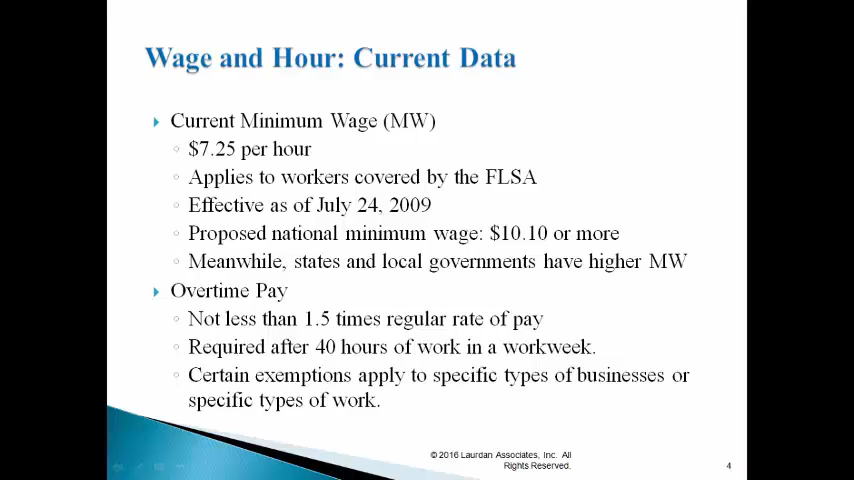 Wage and Hour: Current Data
Current Minimum Wage (MW)
$7.25 per hour
Applies to workers covered by the FLSA
Effective as of July 24, 2009
Proposed national minimum wage: $10.10 or more
Meanwhile, states and local governments have higher MW
Overtime Pay
Not less than 1.5 times regular rate of pay
Required after 40 hours of work in a workweek.
Certain exemptions apply to specific types of businesses or
specific types of work.
© 2016 Laurdan Associates, Inc. All
Rights Reserved.
4